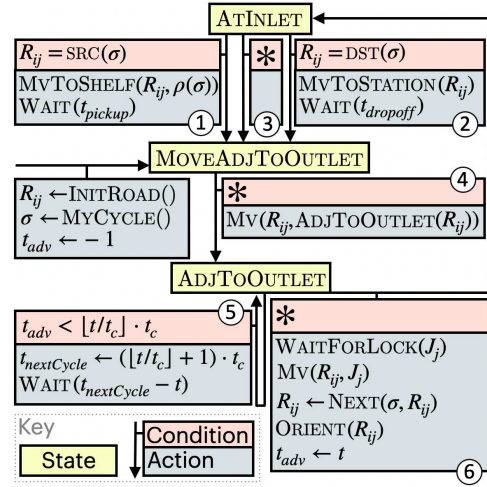 ATINLET
R_ij = SRC(σ)
MVTOSHELF(R_ij, ρ(σ))
WAIT(t_pickup)
1
*
3
R_ij = DST(σ)
MVTOSTATION(R_ij)
WAIT(t_dropoff)
2
MOVEADJTOOUTLET
R_ij ←INITROAD()
σ ←MYCYCLE()
t_adv ← − 1
*
4
MV(R_ij, ADJTOOUTLET(R_ij))
ADJTOOUTLET
5
t_adv < ⌊t/t_c⌋ · t_c
t_nextCycle ← (⌊t/t_c⌋ + 1) · t_c
WAIT(t_nextCycle − t)
*
WAITFORLOCK(J_j)
MV(R_ij, J_j)
R_ij ← NEXT(σ, R_ij)
ORIENT(R_ij)
t_adv ← t
6
Key
State
Condition
Action